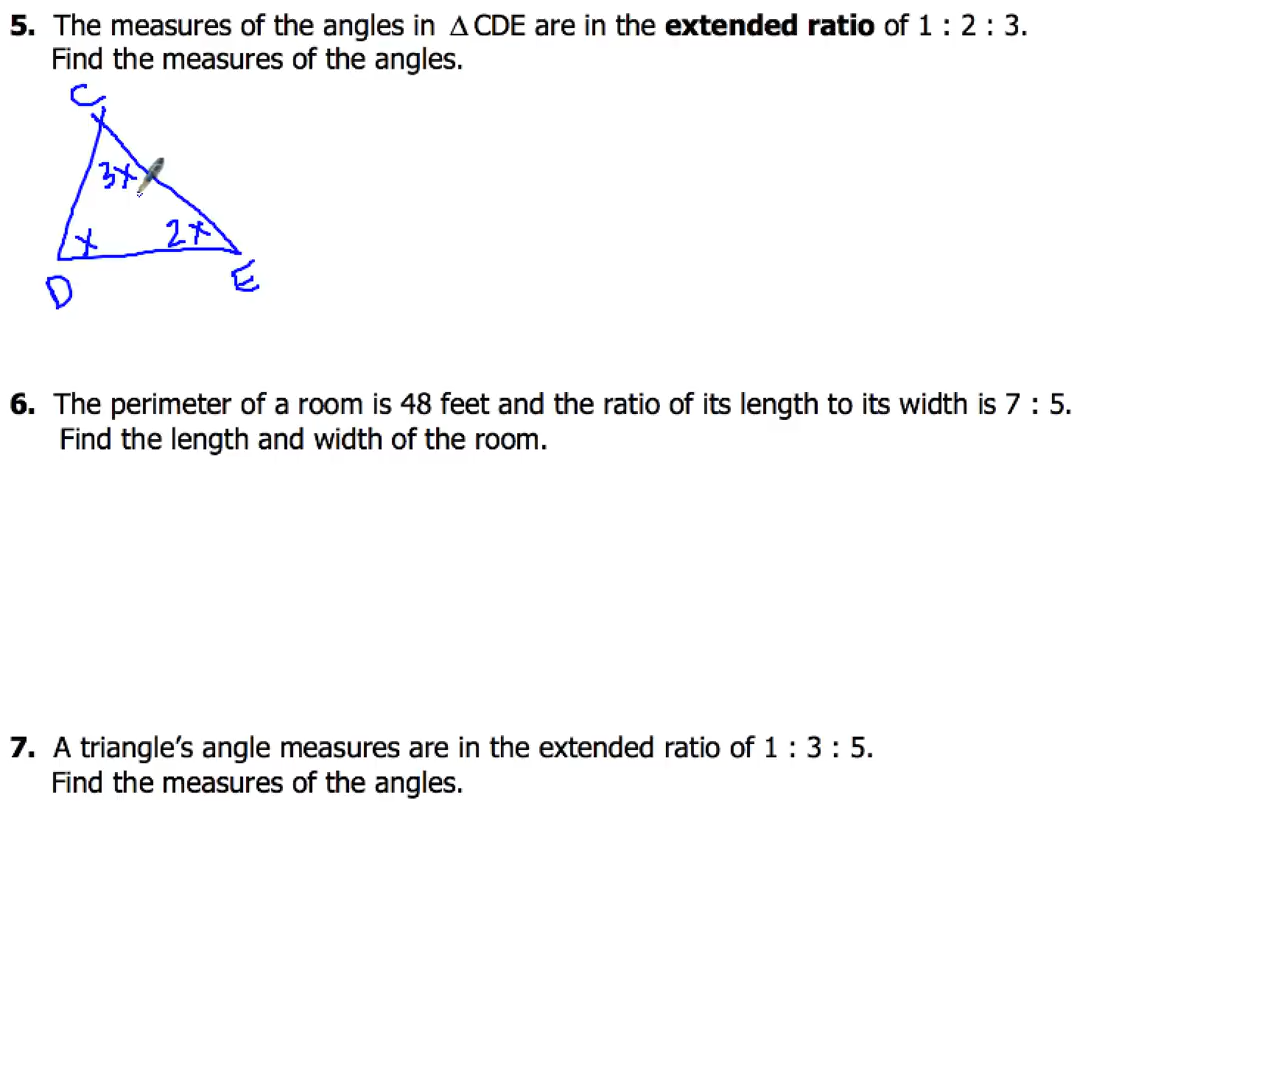 5. The measures of the angles in Δ CDE are in the extended ratio of 1 : 2 : 3.
Find the measures of the angles.
C
3x
x 2x
D E
6. The perimeter of a room is 48 feet and the ratio of its length to its width is 7 : 5.
Find the length and width of the room.
7. A triangle’s angle measures are in the extended ratio of 1 : 3 : 5.
Find the measures of the angles.